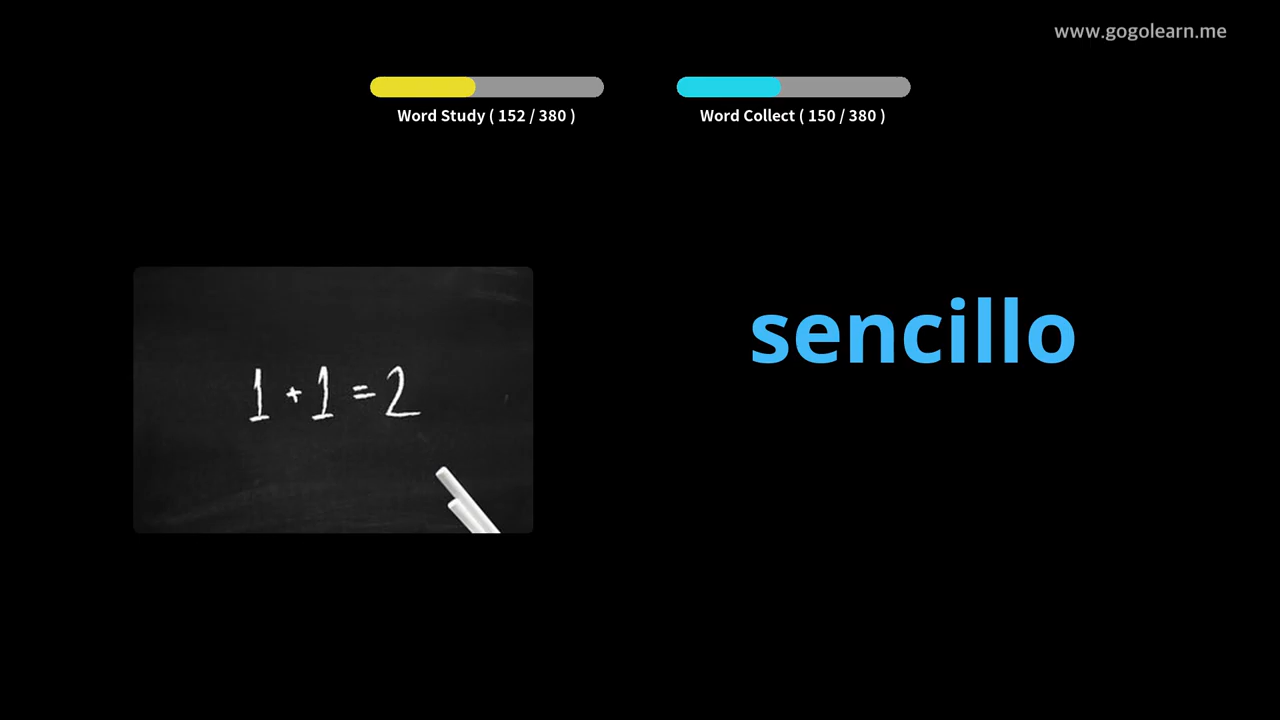 www.gogolearn.me
Word Study ( 152 / 380 )
Word Collect ( 150 / 380 )
sencillo
1 + 1 = 2